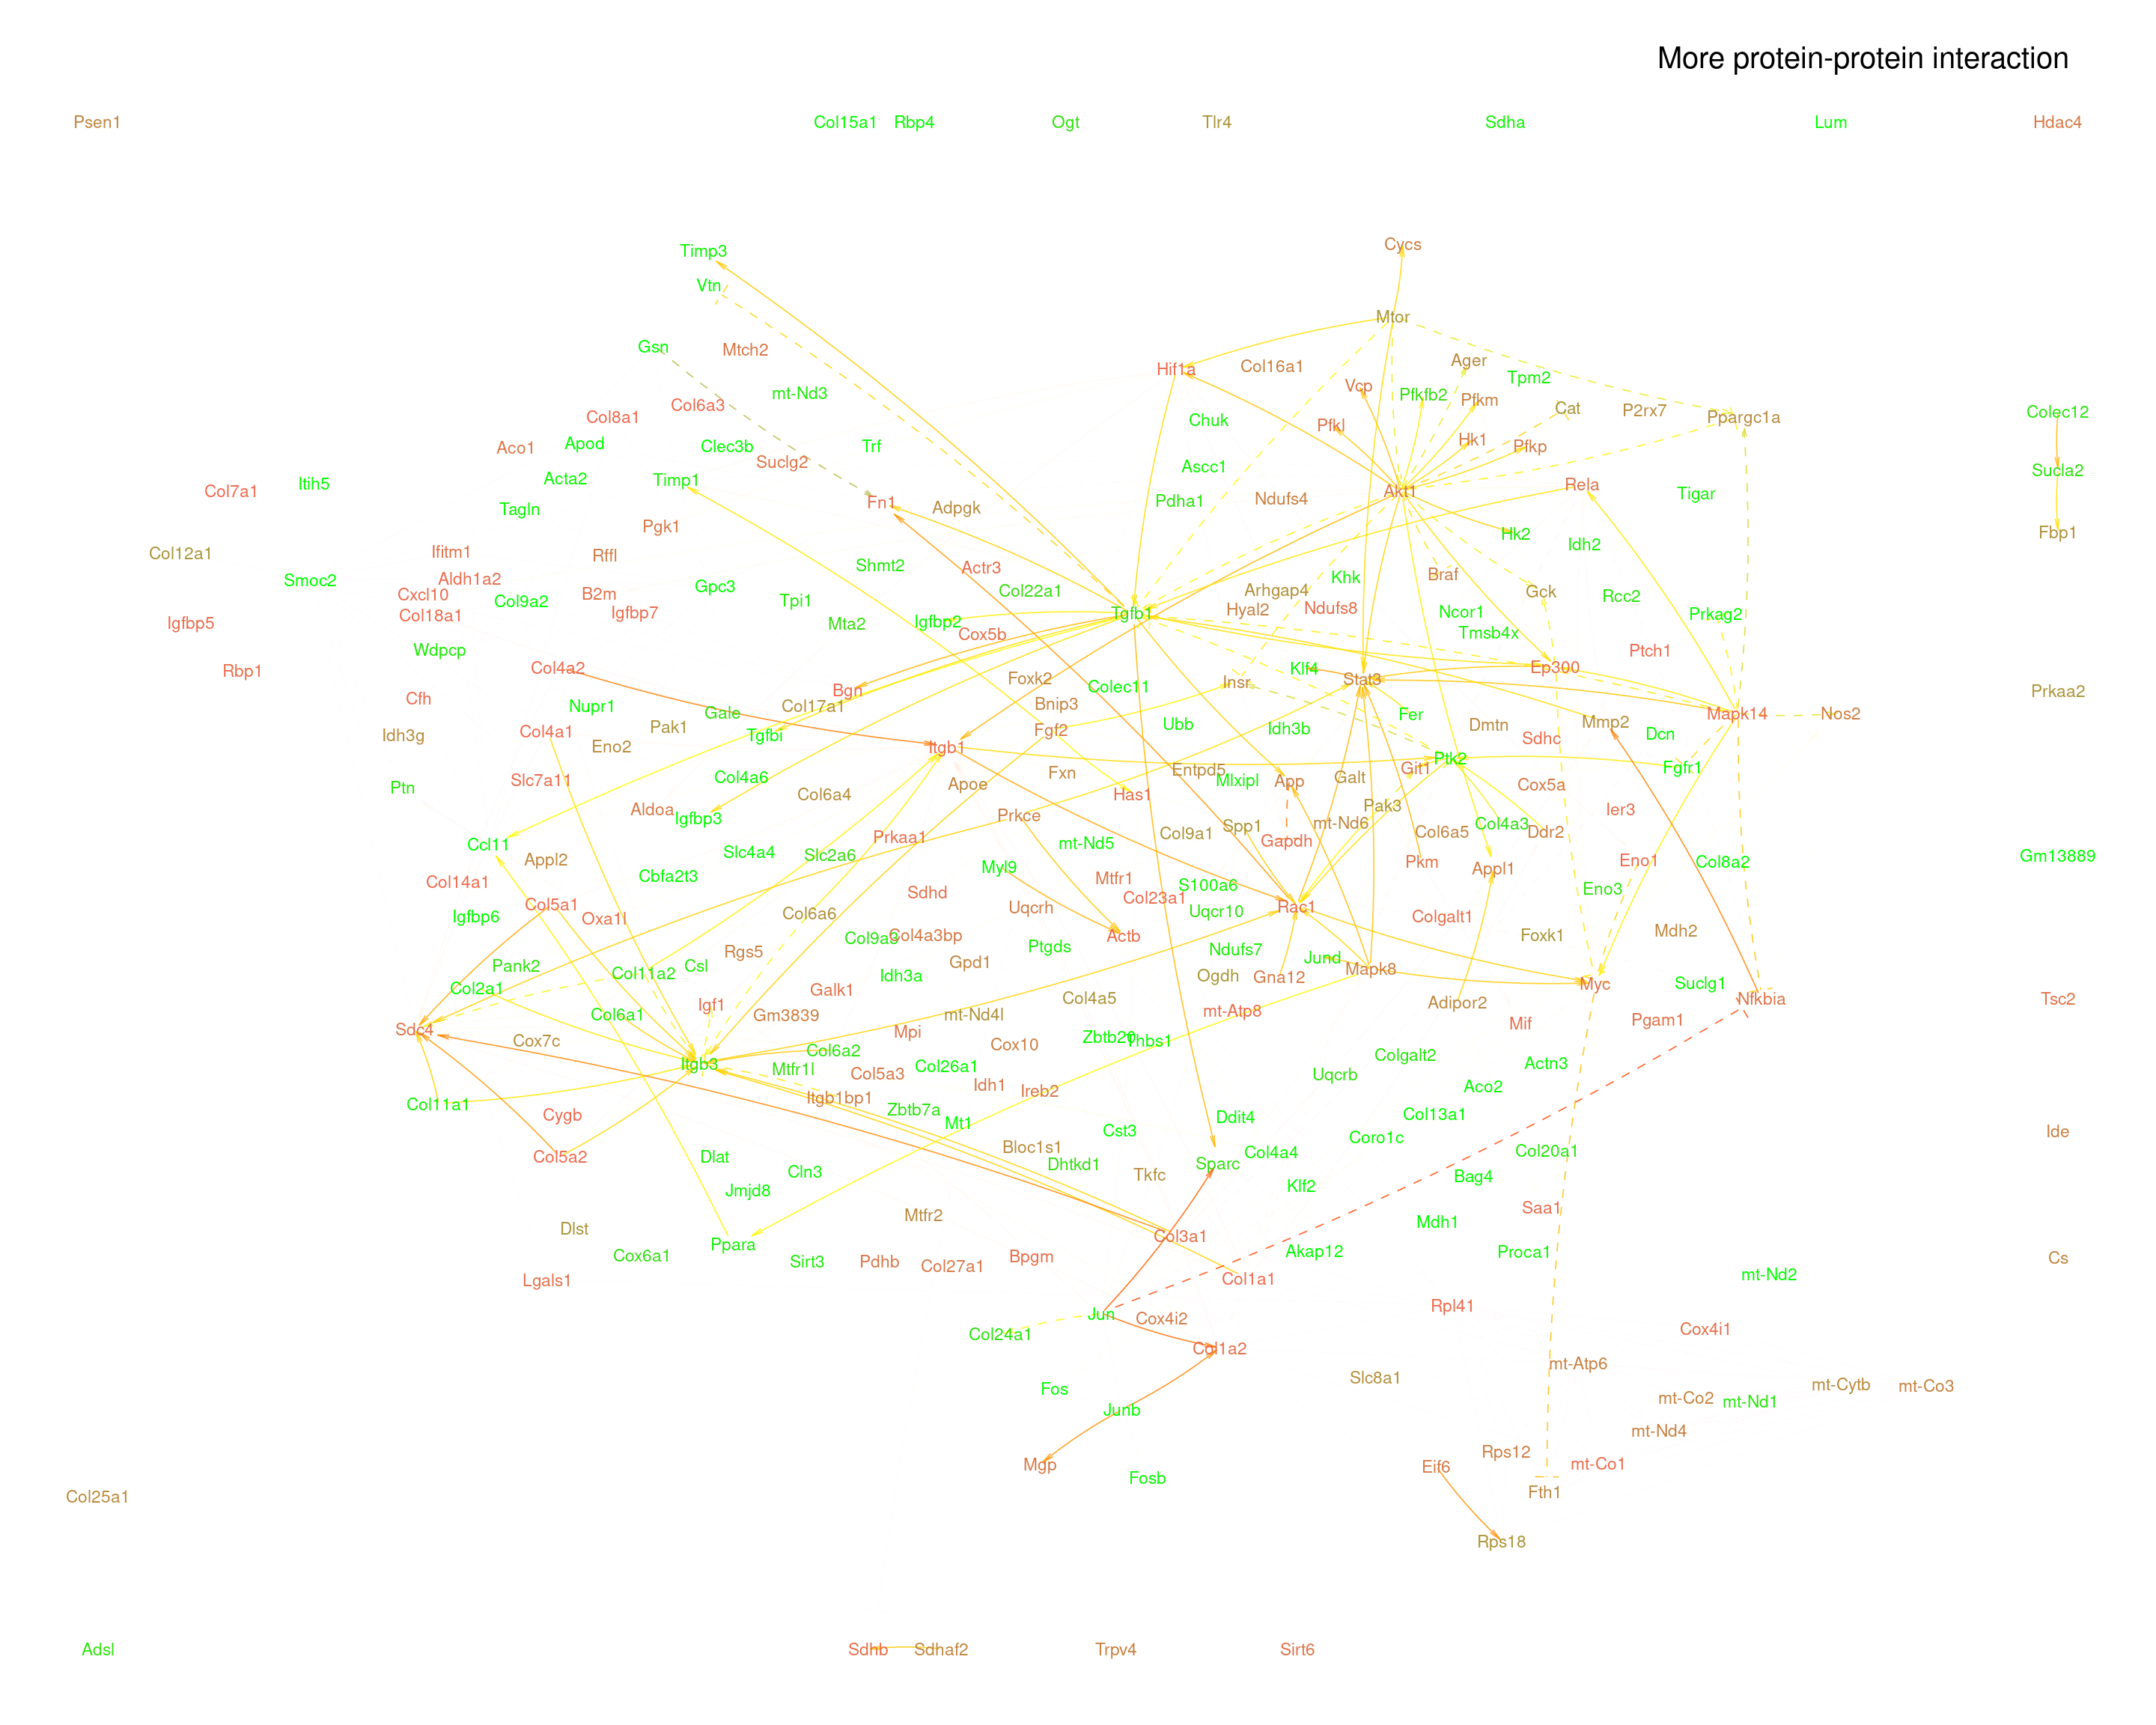 More protein-protein interaction
Psen1
Col15a1
Rbp4
Ogt
Tlr4
Sdha
Lum
Hdac4
Timp3
Cycs
Vtn
Mtor
Gsn
Mtch2
Hif1a
Col16a1
Ager
Tpm2
mt-Nd3
Vcp
Pfkfb2
Pfkm
Cat
P2rx7
Ppargc1a
Colec12
Col6a3
Col8a1
Chuk
Pfkl
Hk1
Pfkp
Aco1
Apod
Clec3b
Trf
Suclg2
Ascc1
Sucla2
Col7a1
Itih5
Acta2
Timp1
Fn1
Adpgk
Pdha1
Ndufs4
Akt1
Rela
Tigar
Tagln
Pgk1
Hk2
Idh2
Fbp1
Col12a1
Ifitm1
Rffl
Smoc2
Aldh1a2
Shmt2
Actr3
Khk
Braf
Cxcl10
Col9a2
B2m
Gpc3
Tpi1
Col22a1
Arhgap4
Gck
Rcc2
Igfbp5
Col18a1
Igfbp7
Mta2
Igfbp2
Tgfb1
Hyal2
Ndufs8
Ncor1
Prkag2
Wdpcp
Cox5b
Tmsb4x
Ptch1
Rbp1
Col4a2
Bgn
Foxk2
Colec11
Insr
Klf4
Stat3
Ep300
Prkaa2
Cfh
Nupr1
Gale
Col17a1
Bnip3
Idh3g
Col4a1
Pak1
Tgfbi
Fgf2
Ubb
Idh3b
Fer
Dmtn
Mmp2
Mapk14
Nos2
Eno2
Itgb1
Sdhc
Dcn
Ptn
Slc7a11
Col4a6
Col6a4
Apoe
Fxn
Entpd5
Mlxipl
App
Galt
Git1
Ptk2
Cox5a
Fgfr1
Aldoa
Igfbp3
Prkce
Has1
Pak3
Ier3
Ccl11
Prkaa1
mt-Nd5
Col9a1
Spp1
Gapdh
mt-Nd6
Col6a5
Col4a3
Ddr2
Appl2
Slc4a4
Slc2a6
Pkm
Eno1
Col8a2
Gm13889
Col14a1
Cbfa2t3
Myl9
Mtfr1
S100a6
Appl1
Eno3
Col5a1
Sdhd
Col23a1
Igfbp6
Oxa1l
Col6a6
Uqcrh
Uqcr10
Rac1
Colgalt1
Col9a3
Col4a3bp
Actb
Foxk1
Mdh2
Rgs5
Ptgds
Ndufs7
Jund
Pank2
Col11a2
Csl
Idh3a
Gpd1
Ogdh
Gna12
Mapk8
Col2a1
Galk1
Myc
Suclg1
Igf1
Gm3839
mt-Nd4l
Col4a5
mt-Atp8
Adipor2
Nfkbia
Tsc2
Sdc4
Col6a1
Mpi
Mif
Pgam1
Cox7c
Col6a2
Cox10
Zbtb20
Thbs1
Itgb3
Mtfr1l
Col5a3
Col26a1
Colgalt2
Actn3
Col11a1
Itgb1bp1
Idh1
Ireb2
Uqcrb
Aco2
Cygb
Zbtb7a
Mt1
Cst3
Ddit4
Col13a1
Ide
Col5a2
Dlat
Cln3
Bloc1s1
Dhtkd1
Sparc
Col4a4
Coro1c
Col20a1
Jmjd8
Tkfc
Klf2
Bag4
Dlst
Mtfr2
Saa1
Ppara
Col3a1
Mdh1
Cox6a1
Sirt3
Pdhb
Col27a1
Bpgm
Akap12
Proca1
Cs
Lgals1
Col1a1
mt-Nd2
Jun
Cox4i2
Rpl41
Col24a1
Cox4i1
Col1a2
mt-Atp6
Fos
Slc8a1
mt-Co2
mt-Nd1
mt-Cytb
mt-Co3
Junb
mt-Nd4
Mgp
Fosb
Eif6
Rps12
mt-Co1
Col25a1
Fth1
Rps18
Adsl
Sdhb
Sdhaf2
Trpv4
Sirt6